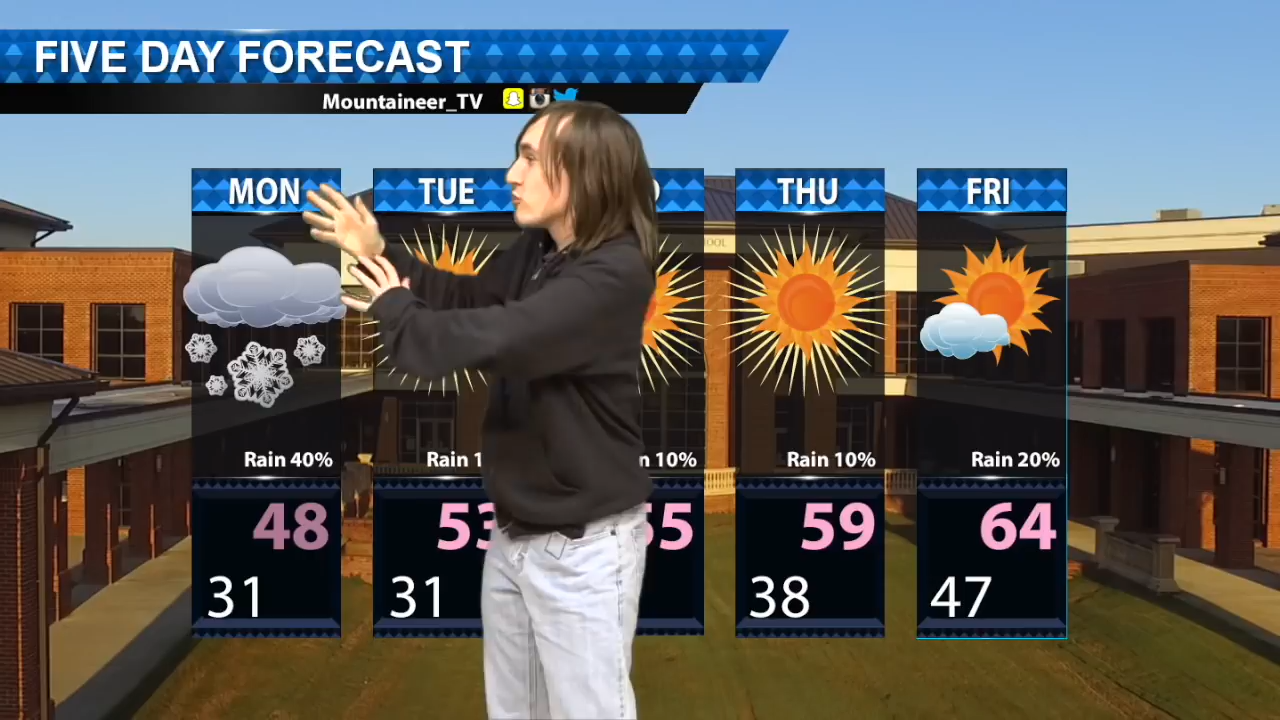 FIVE DAY FORECAST
Mountaineer_TV
MON TUE THU FRI
Rain 40% Rain 10% Rain 10% Rain 20%
48 53 59 64
31 31 38 47